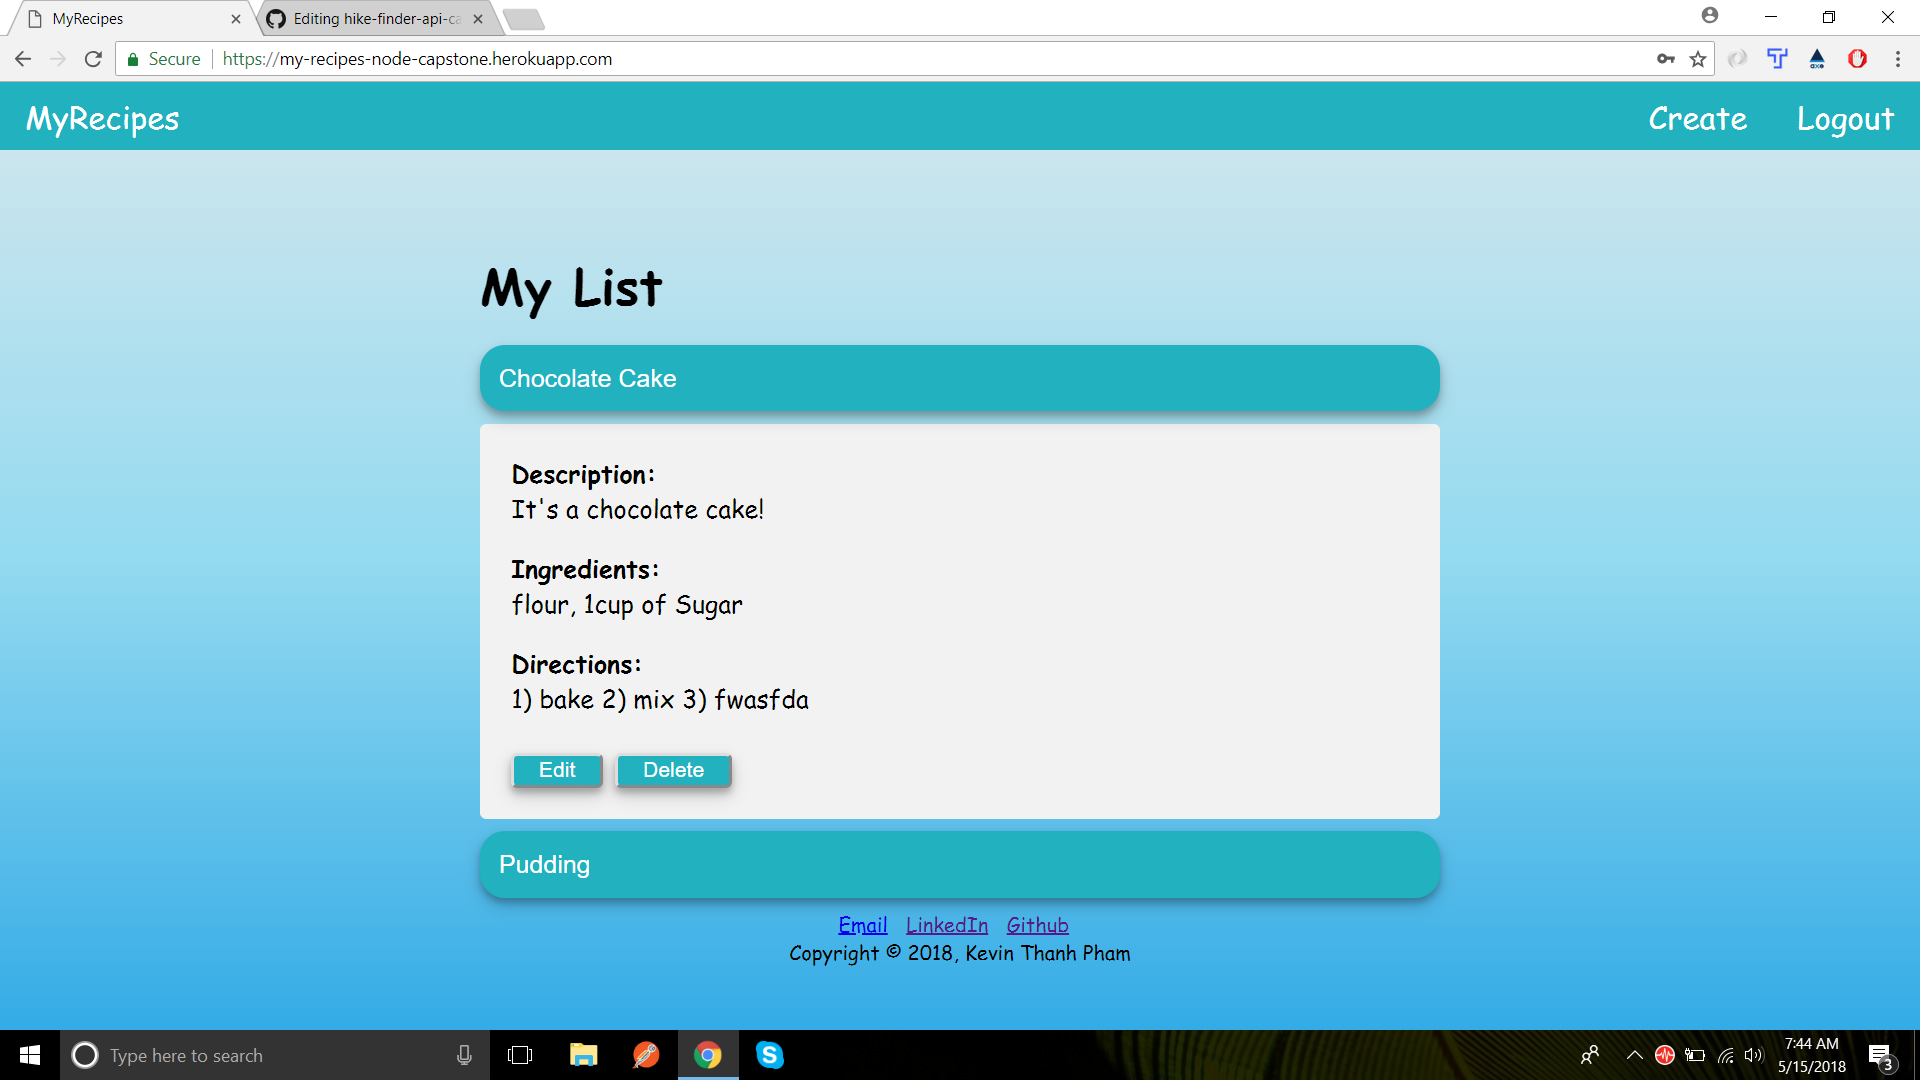 MyRecipes
Editing hike-finder-api-ca
Secure
https://my-recipes-node-capstone.herokuapp.com
MyRecipes
Create
Logout
My List
Chocolate Cake
Description:
It's a chocolate cake!
Ingredients:
flour, 1cup of Sugar
Directions:
1) bake 2) mix 3) fwasfda
Edit
Delete
Pudding
Email LinkedIn Github
Copyright © 2018, Kevin Thanh Pham
Type here to search
7:44 AM
5/15/2018
3